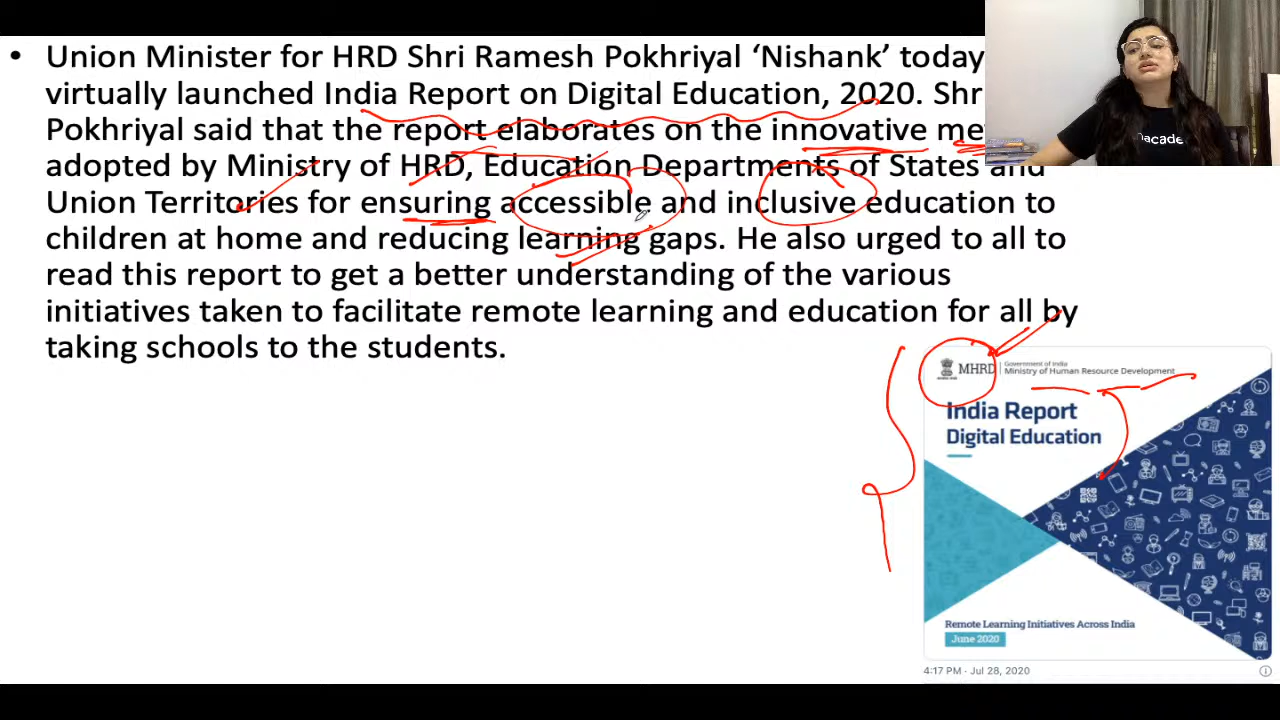 • Union Minister for HRD Shri Ramesh Pokhriyal ‘Nishank’ today
virtually launched India Report on Digital Education, 2020. Shr
Pokhriyal said that the report elaborates on the innovative me
adopted by Ministry of HRD, Education Departments of States and
Union Territories for ensuring accessible and inclusive education to
children at home and reducing learning gaps. He also urged to all to
read this report to get a better understanding of the various
initiatives taken to facilitate remote learning and education for all by
taking schools to the students.
MHRD
Government of India
Ministry of Human Resource Development
India Report
Digital Education
Remote Learning Initiatives Across India
June 2020
4:17 PM · Jul 28, 2020